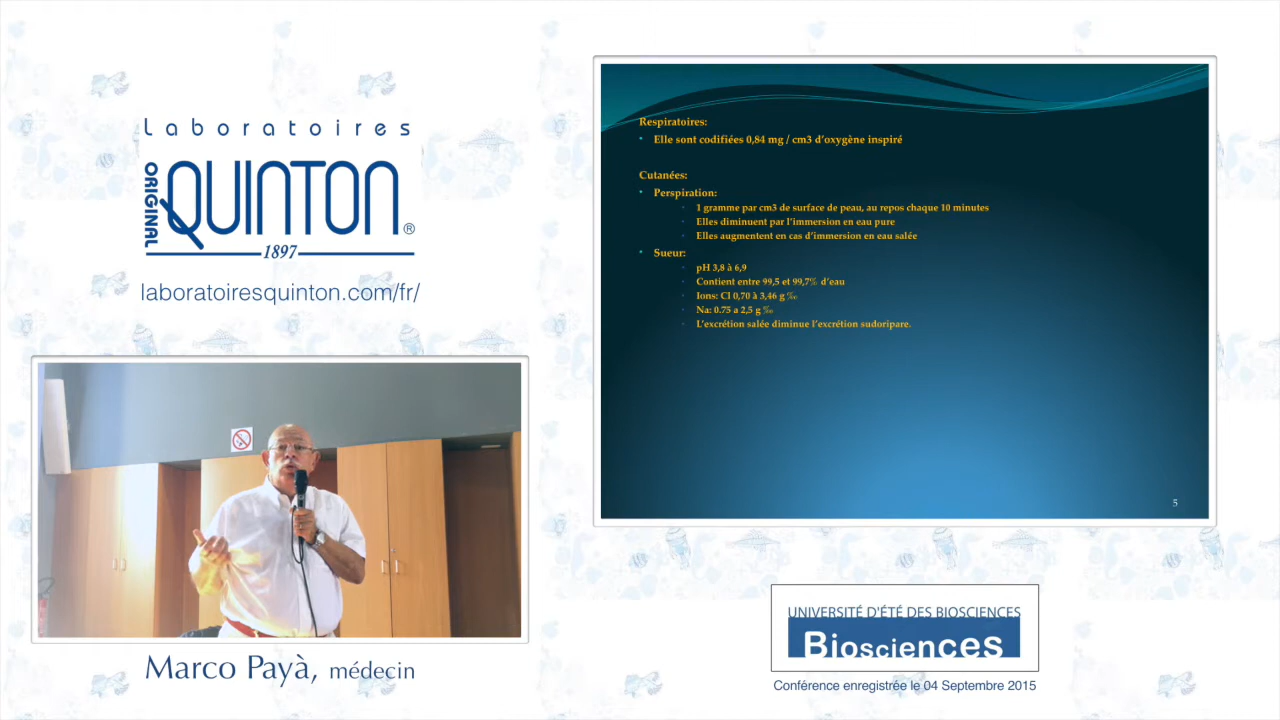 Laboratoires
ORIGINAL
QUINTON®
1897
laboratoiresquinton.com/fr/
Marco Payà, médecin
Respiratoires:
• Elle sont codifiées 0,84 mg / cm3 d’oxygène inspiré
Cutanées:
• Perspiration:
◦ 1 gramme par cm3 de surface de peau, au repos chaque 10 minutes
◦ Elles diminuent par l’immersion en eau pure
◦ Elles augmentent en cas d’immersion en eau salée
• Sueur:
◦ pH 3,8 à 6,9
◦ Contient entre 99,5 et 99,7% d’eau
◦ Ions: Cl 0,70 à 3,46 g ‰
◦ Na: 0.75 a 2,5 g ‰
◦ L’excrétion salée diminue l’excrétion sudoripare.
5
UNIVERSITÉ D'ÉTÉ DES BIOSCIENCES
Biosciences
Conférence enregistrée le 04 Septembre 2015